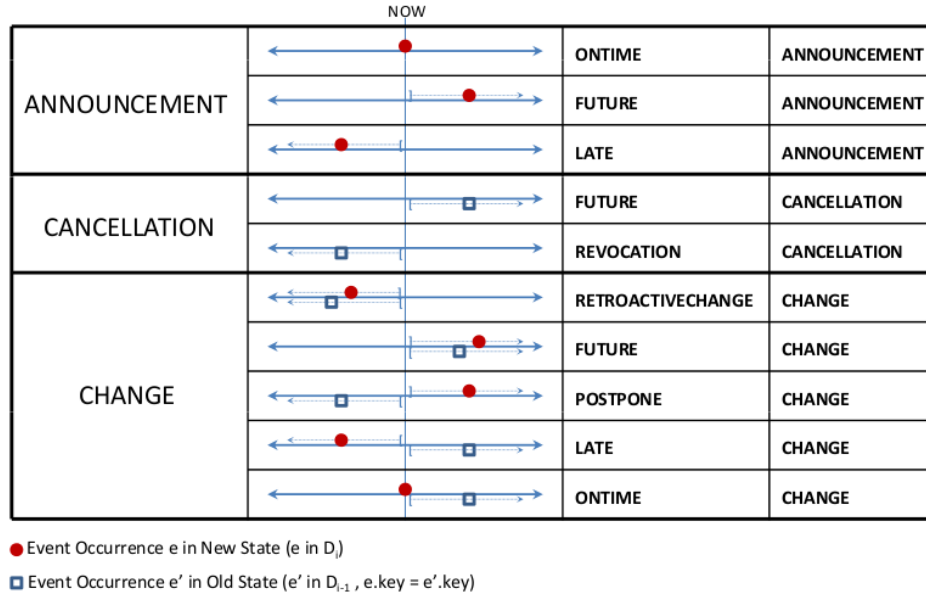 NOW
ANNOUNCEMENT
ONTIME ANNOUNCEMENT
FUTURE ANNOUNCEMENT
LATE ANNOUNCEMENT
CANCELLATION
FUTURE CANCELLATION
REVOCATION CANCELLATION
CHANGE
RETROACTIVECHANGE CHANGE
FUTURE CHANGE
POSTPONE CHANGE
LATE CHANGE
ONTIME CHANGE
Event Occurrence e in New State (e in Di)
Event Occurrence e’ in Old State (e’ in Di-1 , e.key = e’.key)